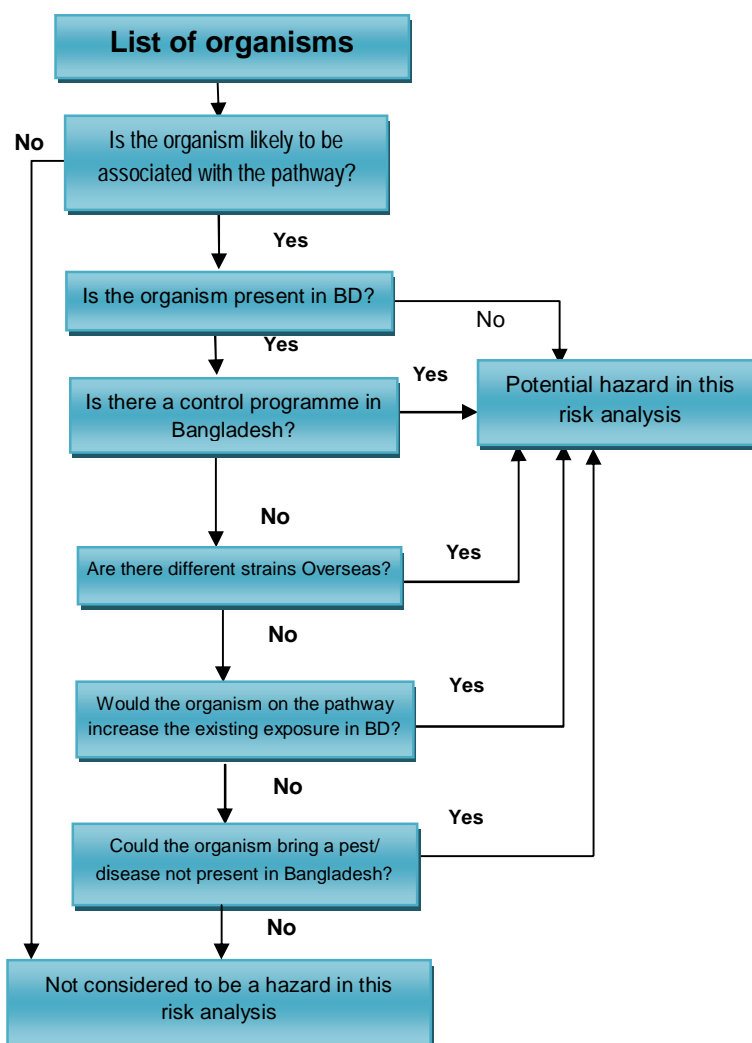 List of organisms
No
Is the organism likely to be
associated with the pathway?
Yes
Is the organism present in BD?
No
Yes
Is there a control programme in
Bangladesh?
Yes
Potential hazard in this
risk analysis
No
Are there different strains Overseas?
Yes
No
Would the organism on the pathway
increase the existing exposure in BD?
Yes
No
Could the organism bring a pest/
disease not present in Bangladesh?
Yes
No
Not considered to be a hazard in this
risk analysis